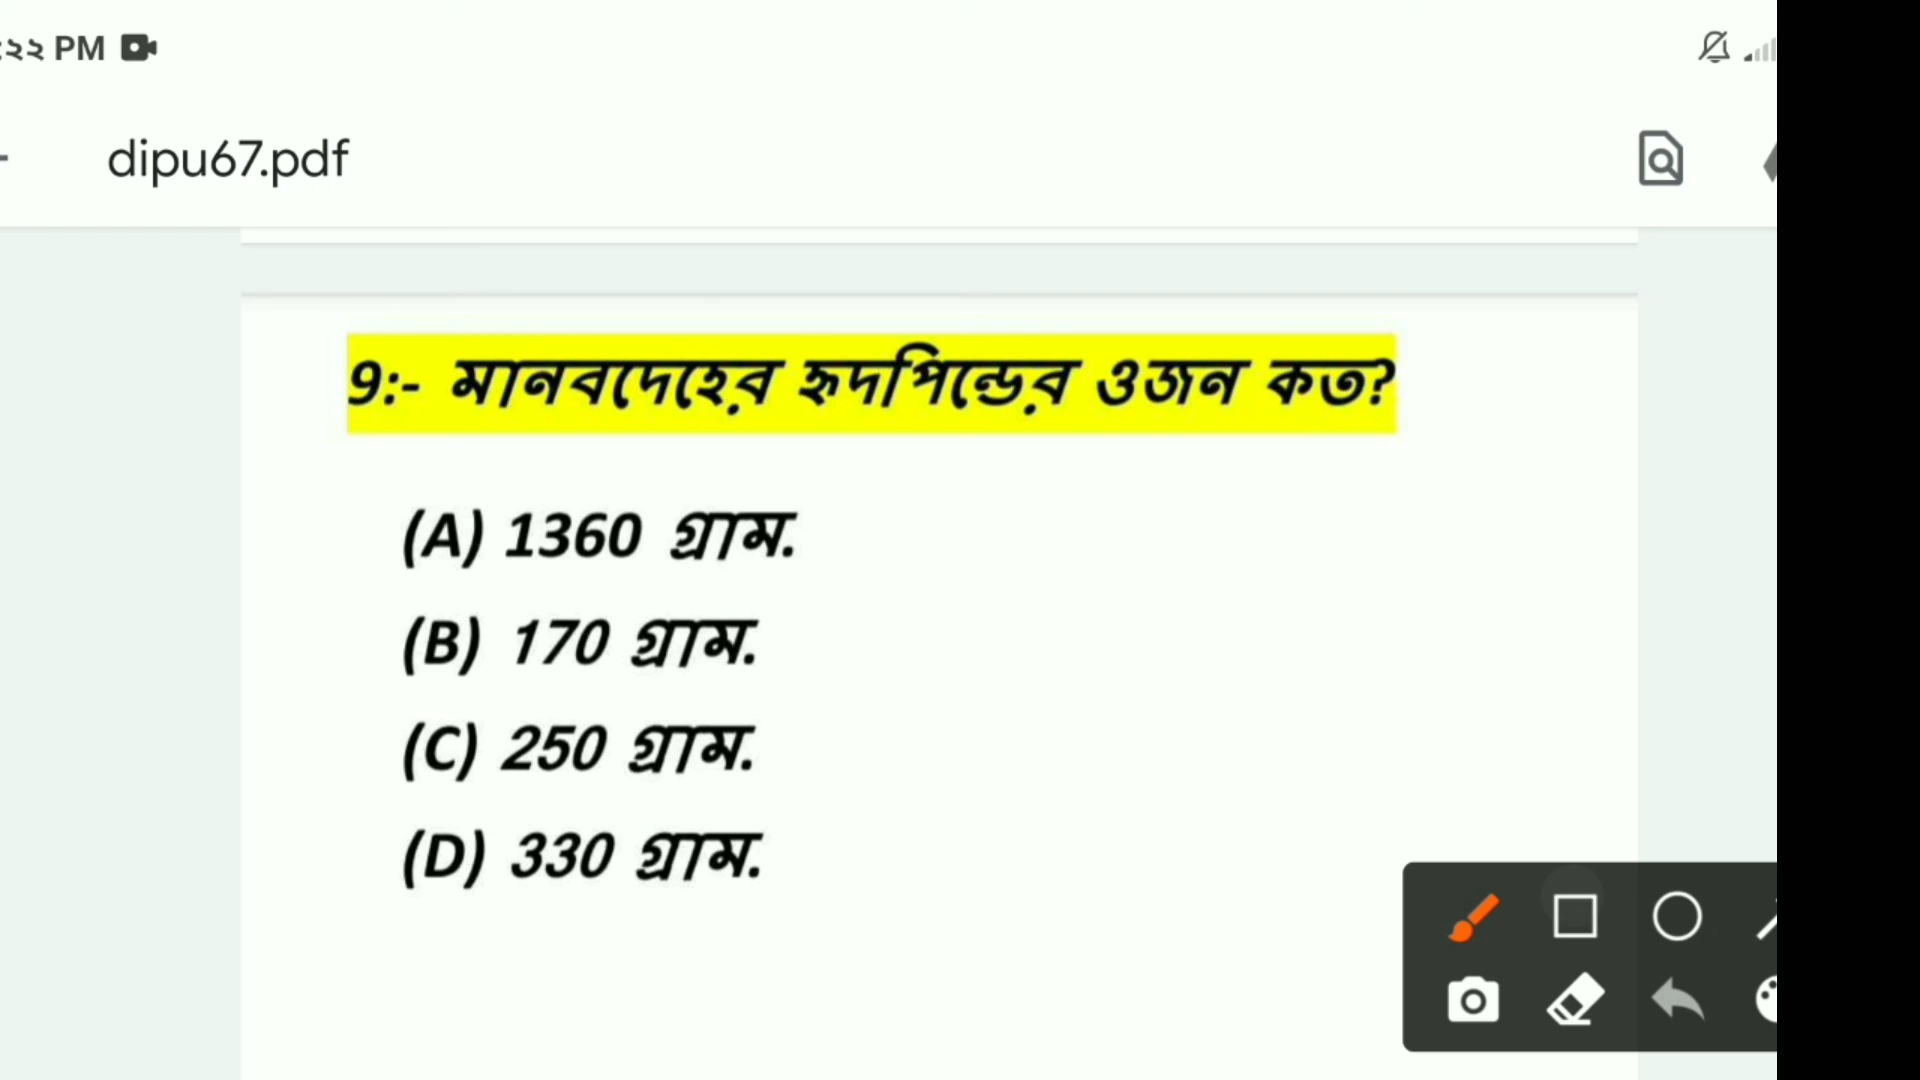 :২২ PM
dipu67.pdf
9:- মানবদেহের হৃদপিন্ডের ওজন কত?
(A) 1360 গ্রাম.
(B) 170 গ্রাম.
(C) 250 গ্রাম.
(D) 330 গ্রাম.